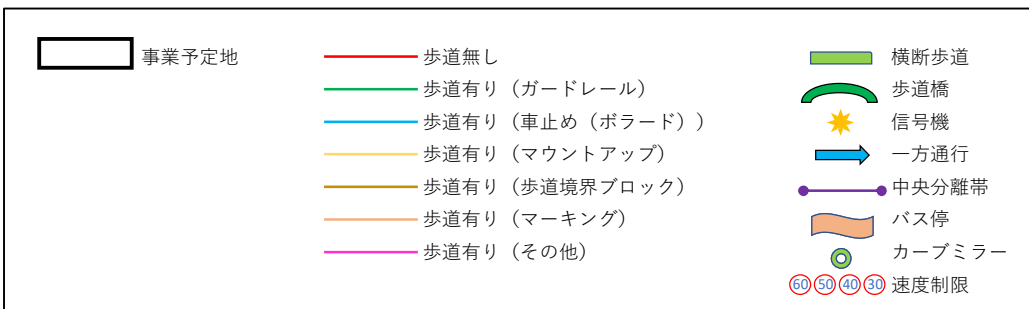 事業予定地
歩道無し
歩道有り（ガードレール）
歩道有り（車止め（ボラード））
歩道有り（マウントアップ）
歩道有り（歩道境界ブロック）
歩道有り（マーキング）
歩道有り（その他）
横断歩道
歩道橋
信号機
一方通行
中央分離帯
バス停
カーブミラー
60 50 40 30 速度制限